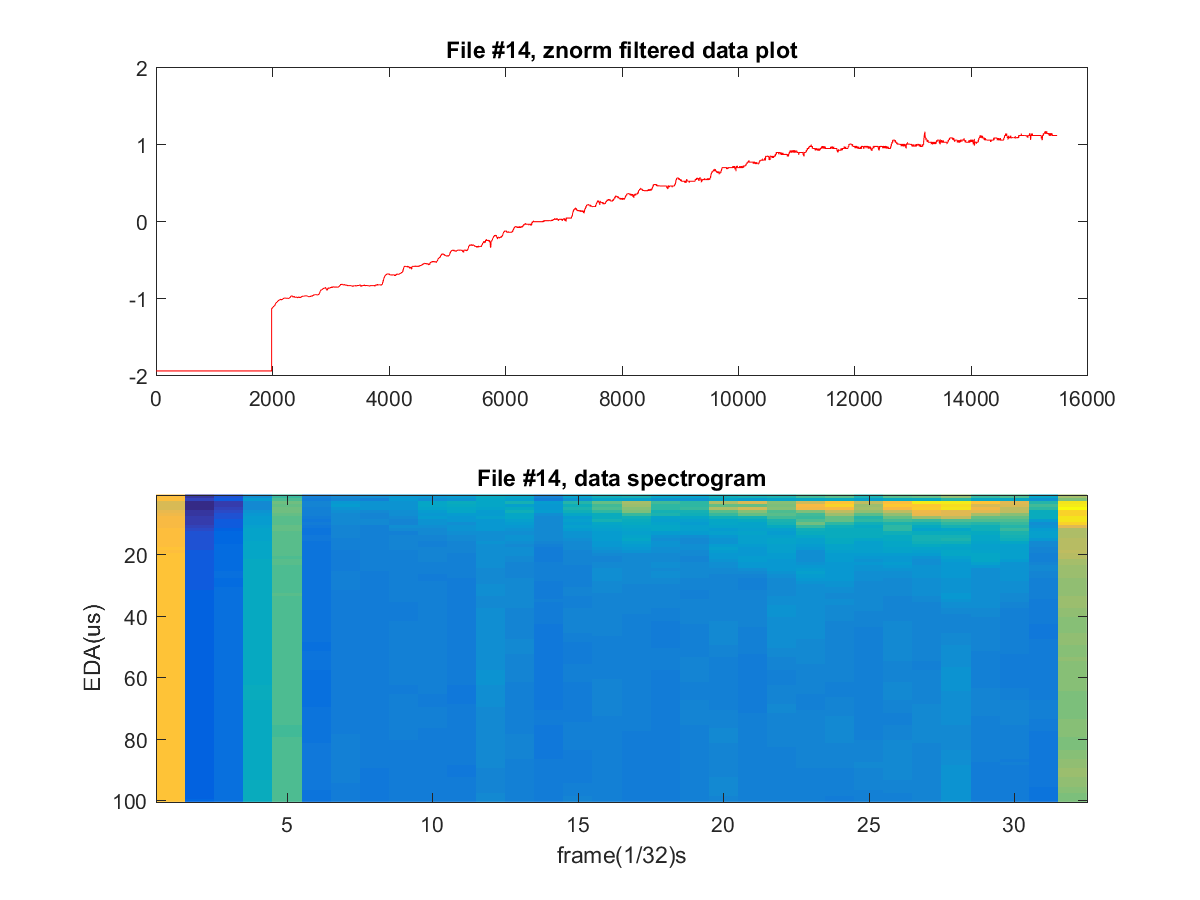 File #14, znorm filtered data plot
2
1
0
-1
-2
0 2000 4000 6000 8000 10000 12000 14000 16000
File #14, data spectrogram
20
40
60
80
100
EDA(us)
5 10 15 20 25 30
frame(1/32)s